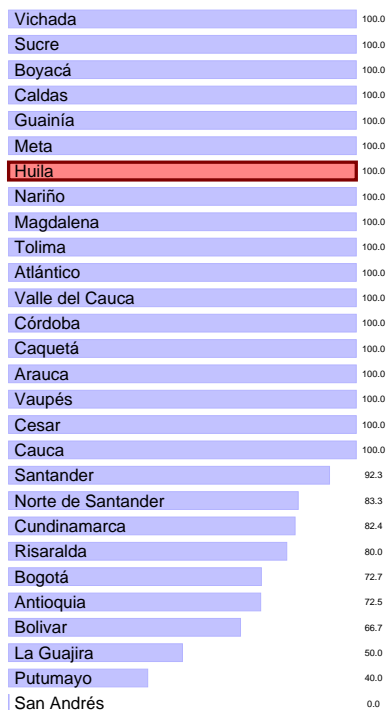 Vichada 100.0
Sucre 100.0
Boyacá 100.0
Caldas 100.0
Guainía 100.0
Meta 100.0
Huila 100.0
Nariño 100.0
Magdalena 100.0
Tolima 100.0
Atlántico 100.0
Valle del Cauca 100.0
Córdoba 100.0
Caquetá 100.0
Arauca 100.0
Vaupés 100.0
Cesar 100.0
Cauca 100.0
Santander 92.3
Norte de Santander 83.3
Cundinamarca 82.4
Risaralda 80.0
Bogotá 72.7
Antioquia 72.5
Bolivar 66.7
La Guajira 50.0
Putumayo 40.0
San Andrés 0.0